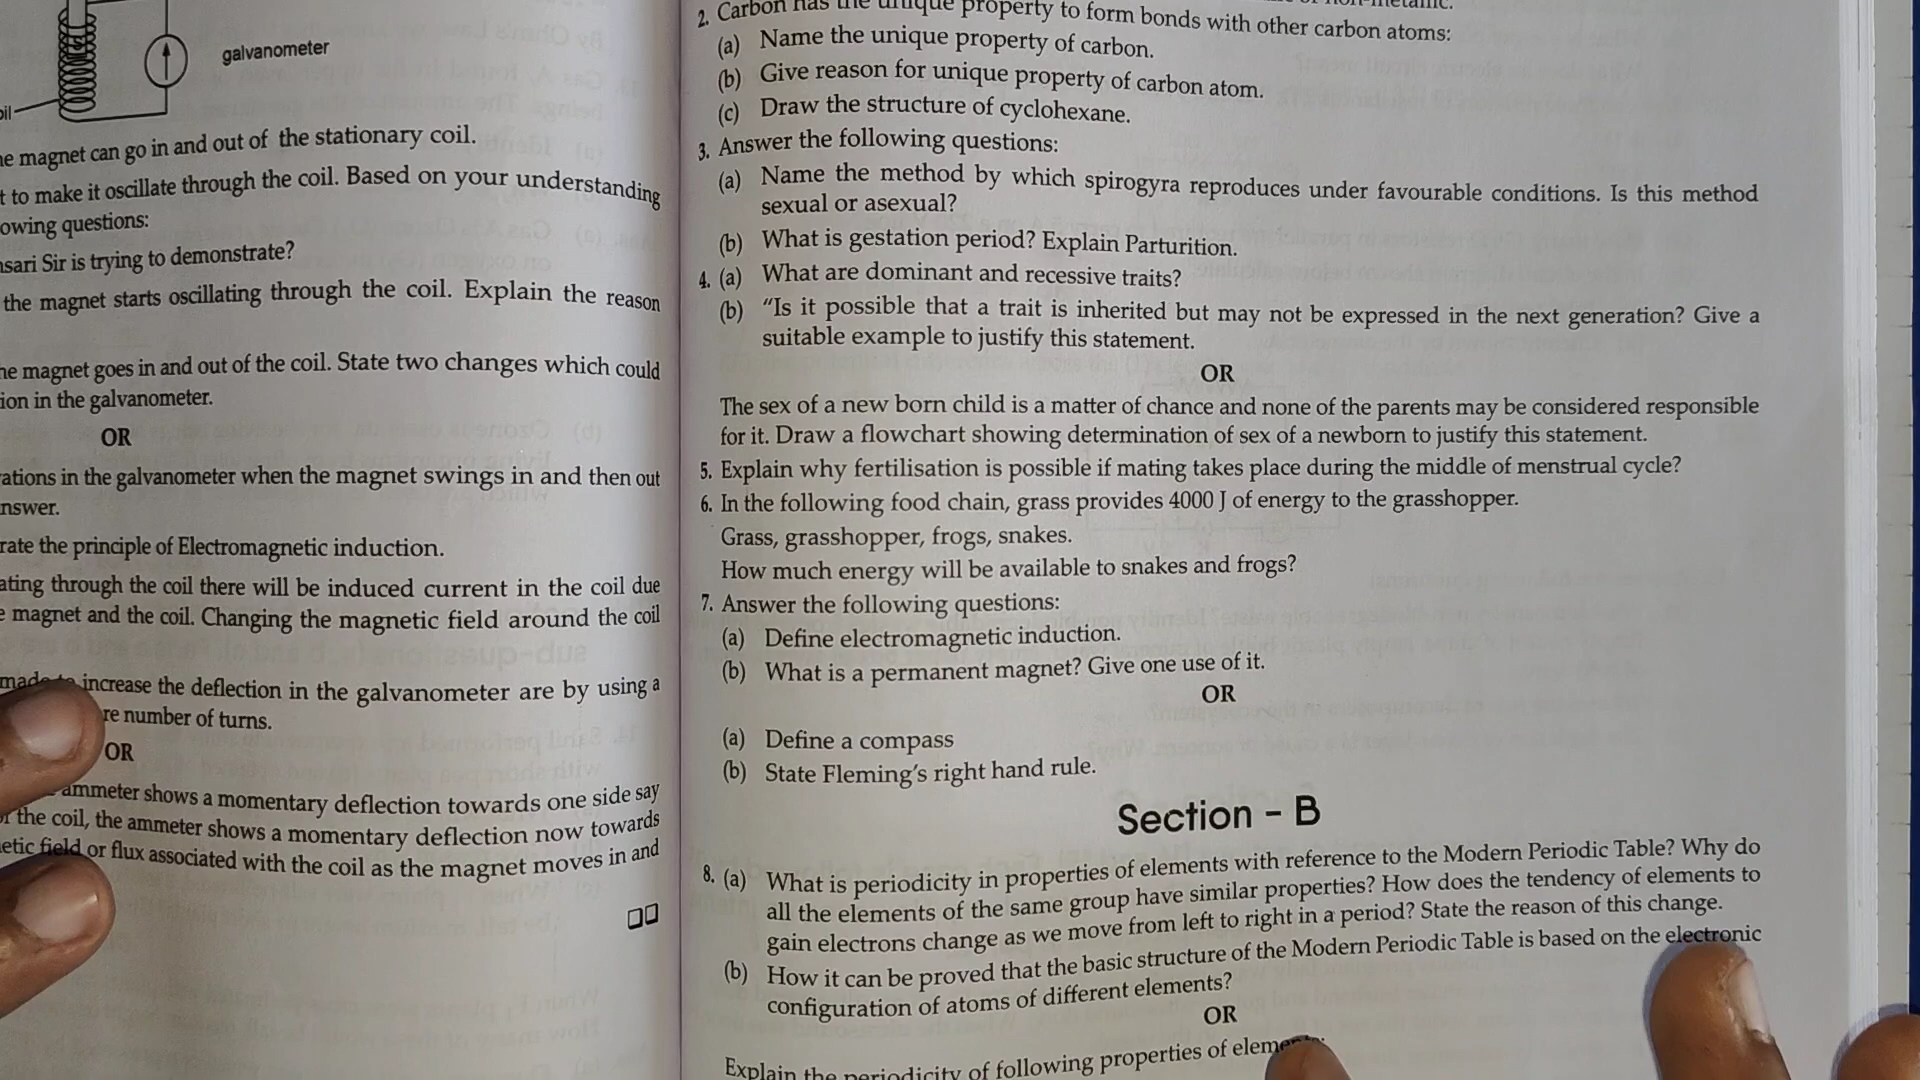 galvanometer
magnet can go in and out of the stationary coil.
to make it oscillate through the coil. Based on your understanding
owing questions:
Sir is trying to demonstrate?
the magnet starts oscillating through the coil. Explain the reason
magnet goes in and out of the coil. State two changes which could
in the galvanometer.
OR
in the galvanometer when the magnet swings in and then out
the principle of Electromagnetic induction.
through the coil there will be induced current in the coil due
magnet and the coil. Changing the magnetic field around the coil
increase the deflection in the galvanometer are by using a
number of turns.
OR
ammeter shows a momentary deflection towards one side say
the coil, the ammeter shows a momentary deflection now towards
field or flux associated with the coil as the magnet moves in and
2. Carbon has the unique property to form bonds with other carbon atoms:
(a) Name the unique property of carbon.
(b) Give reason for unique property of carbon atom.
(c) Draw the structure of cyclohexane.
3. Answer the following questions:
(a) Name the method by which spirogyra reproduces under favourable conditions. Is this method
sexual or asexual?
(b) What is gestation period? Explain Parturition.
4. (a) What are dominant and recessive traits?
(b) “Is it possible that a trait is inherited but may not be expressed in the next generation? Give a
suitable example to justify this statement.
OR
The sex of a new born child is a matter of chance and none of the parents may be considered responsible
for it. Draw a flowchart showing determination of sex of a newborn to justify this statement.
5. Explain why fertilisation is possible if mating takes place during the middle of menstrual cycle?
6. In the following food chain, grass provides 4000 J of energy to the grasshopper.
Grass, grasshopper, frogs, snakes.
How much energy will be available to snakes and frogs?
7. Answer the following questions:
(a) Define electromagnetic induction.
(b) What is a permanent magnet? Give one use of it.
OR
(a) Define a compass
(b) State Fleming’s right hand rule.
Section - B
8. (a) What is periodicity in properties of elements with reference to the Modern Periodic Table? Why do
all the elements of the same group have similar properties? How does the tendency of elements to
gain electrons change as we move from left to right in a period? State the reason of this change.
(b) How it can be proved that the basic structure of the Modern Periodic Table is based on the electronic
configuration of atoms of different elements?
OR
Explain the periodicity of following properties of